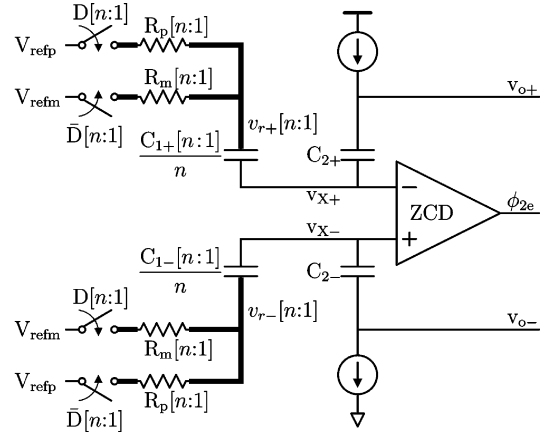 D[n:1]
V_refp
R_p[n:1]
V_refm
R_m[n:1]
D̄[n:1]
v_r+[n:1]
v_o+
C_1+[n:1]
n
C_2+
v_X+
−
ZCD
ϕ_2e
v_X−
+
C_1−[n:1]
n
C_2−
D[n:1]
v_r−[n:1]
V_refm
R_m[n:1]
v_o−
V_refp
R_p[n:1]
D̄[n:1]